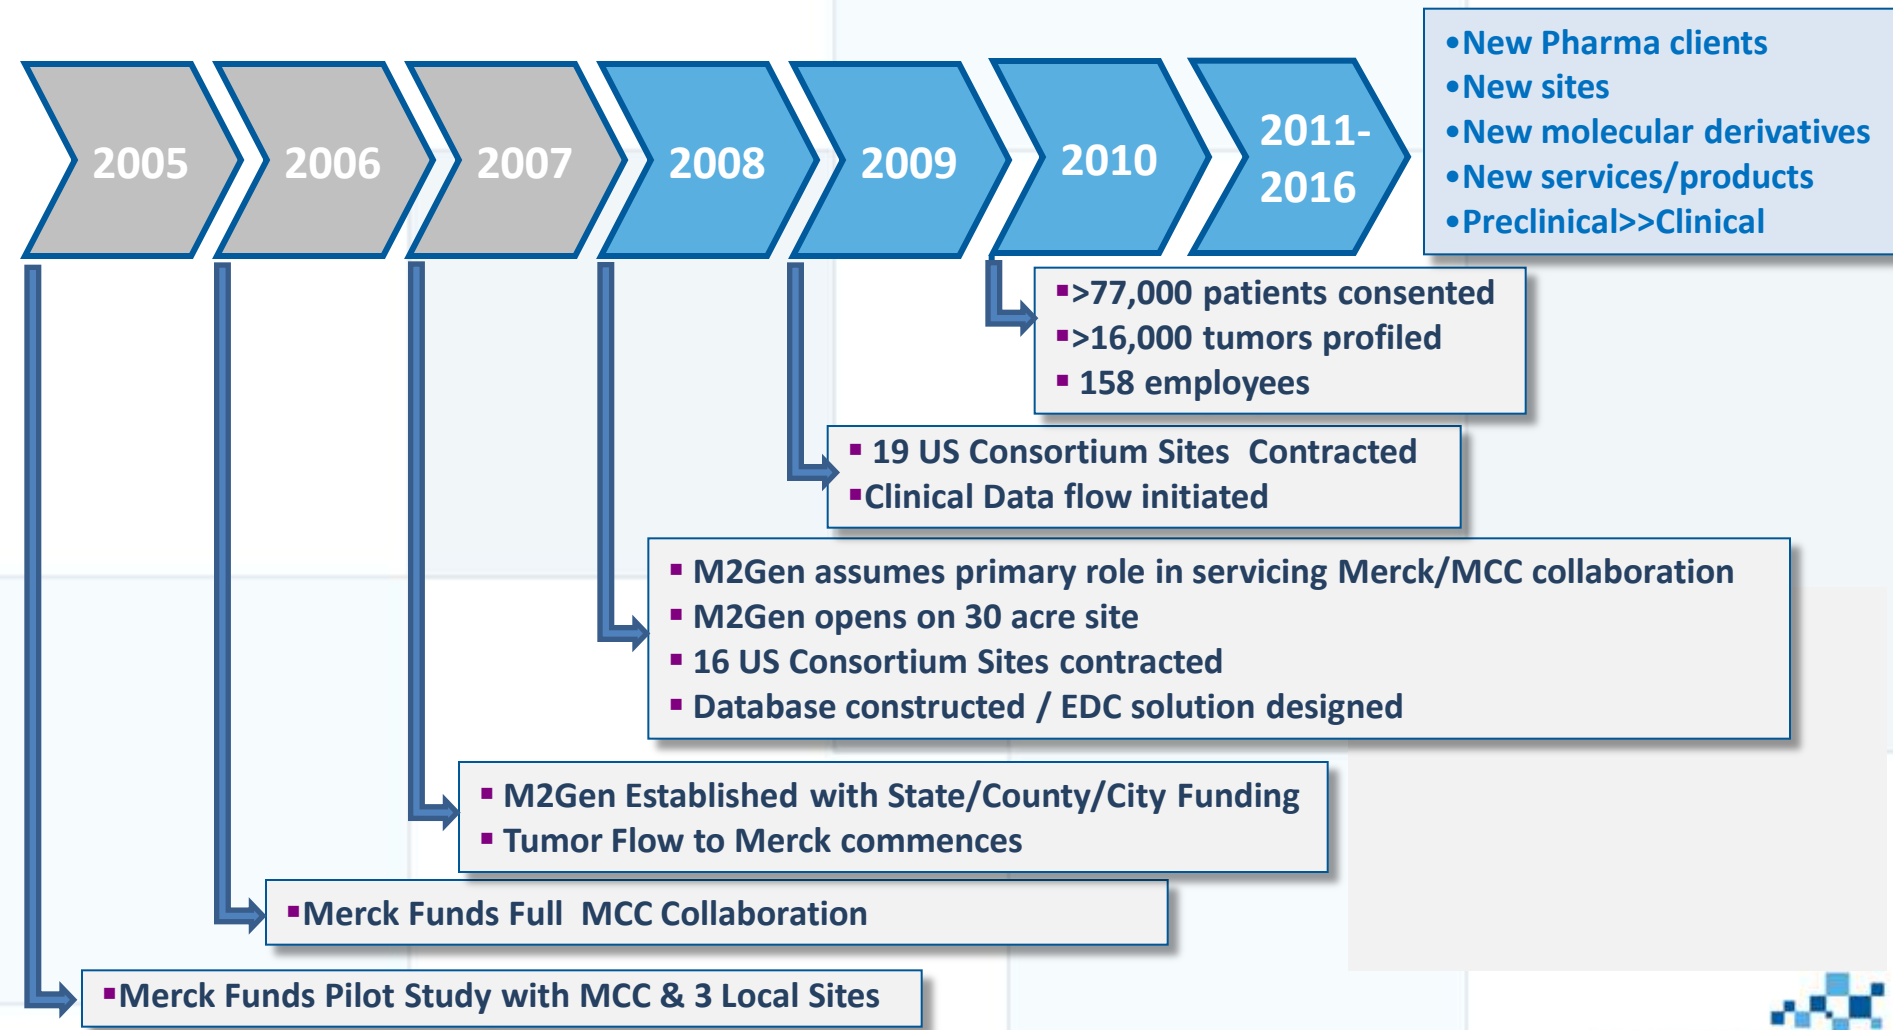 2005
2006
2007
2008
2009
2010
2011-
2016
•New Pharma clients
•New sites
•New molecular derivatives
•New services/products
•Preclinical>>Clinical
▪>77,000 patients consented
▪>16,000 tumors profiled
▪ 158 employees
▪ 19 US Consortium Sites  Contracted
▪Clinical Data flow initiated
▪ M2Gen assumes primary role in servicing Merck/MCC collaboration
▪ M2Gen opens on 30 acre site
▪ 16 US Consortium Sites contracted
▪ Database constructed / EDC solution designed
▪ M2Gen Established with State/County/City Funding
▪ Tumor Flow to Merck commences
▪Merck Funds Full  MCC Collaboration
▪Merck Funds Pilot Study with MCC & 3 Local Sites